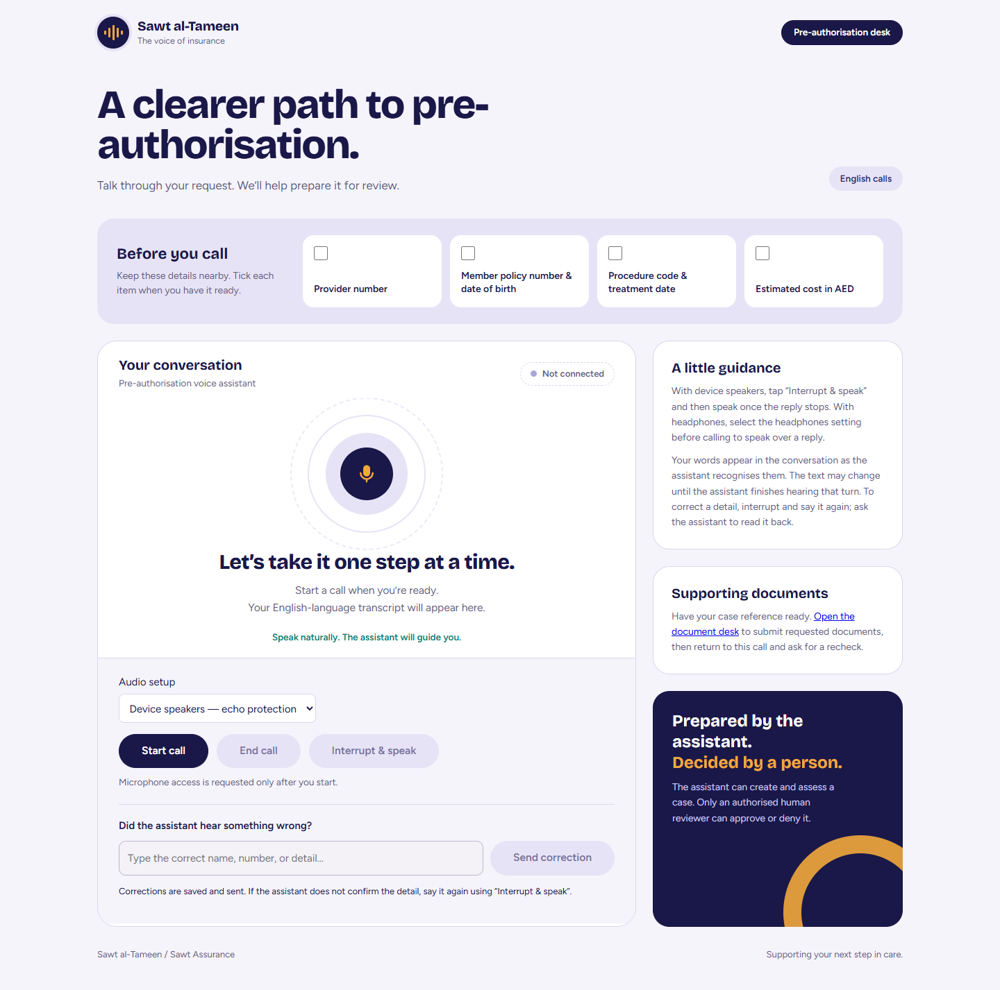 Sawt al-Tameen
The voice of insurance
Pre-authorisation desk
A clearer path to pre-
authorisation.
Talk through your request. We’ll help prepare it for review.
English calls
Before you call
Keep these details nearby. Tick each
item when you have it ready.
Provider number
Member policy number &
date of birth
Procedure code &
treatment date
Estimated cost in AED
Your conversation
Pre-authorisation voice assistant
Not connected
Let’s take it one step at a time.
Start a call when you’re ready.
Your English-language transcript will appear here.
Speak naturally. The assistant will guide you.
Audio setup
Device speakers — echo protection
Start call
End call
Interrupt & speak
Microphone access is requested only after you start.
Did the assistant hear something wrong?
Type the correct name, number, or detail...
Send correction
Corrections are saved and sent. If the assistant does not confirm the detail, say it again using “Interrupt & speak”.
A little guidance
With device speakers, tap “Interrupt & speak”
and then speak once the reply stops. With
headphones, select the headphones setting
before calling to speak over a reply.
Your words appear in the conversation as the
assistant recognises them. The text may change
until the assistant finishes hearing that turn. To
correct a detail, interrupt and say it again; ask
the assistant to read it back.
Supporting documents
Have your case reference ready. Open the
document desk to submit requested documents,
then return to this call and ask for a recheck.
Prepared by the
assistant.
Decided by a person.
The assistant can create and assess a
case. Only an authorised human
reviewer can approve or deny it.
Sawt al-Tameen / Sawt Assurance
Supporting your next step in care.